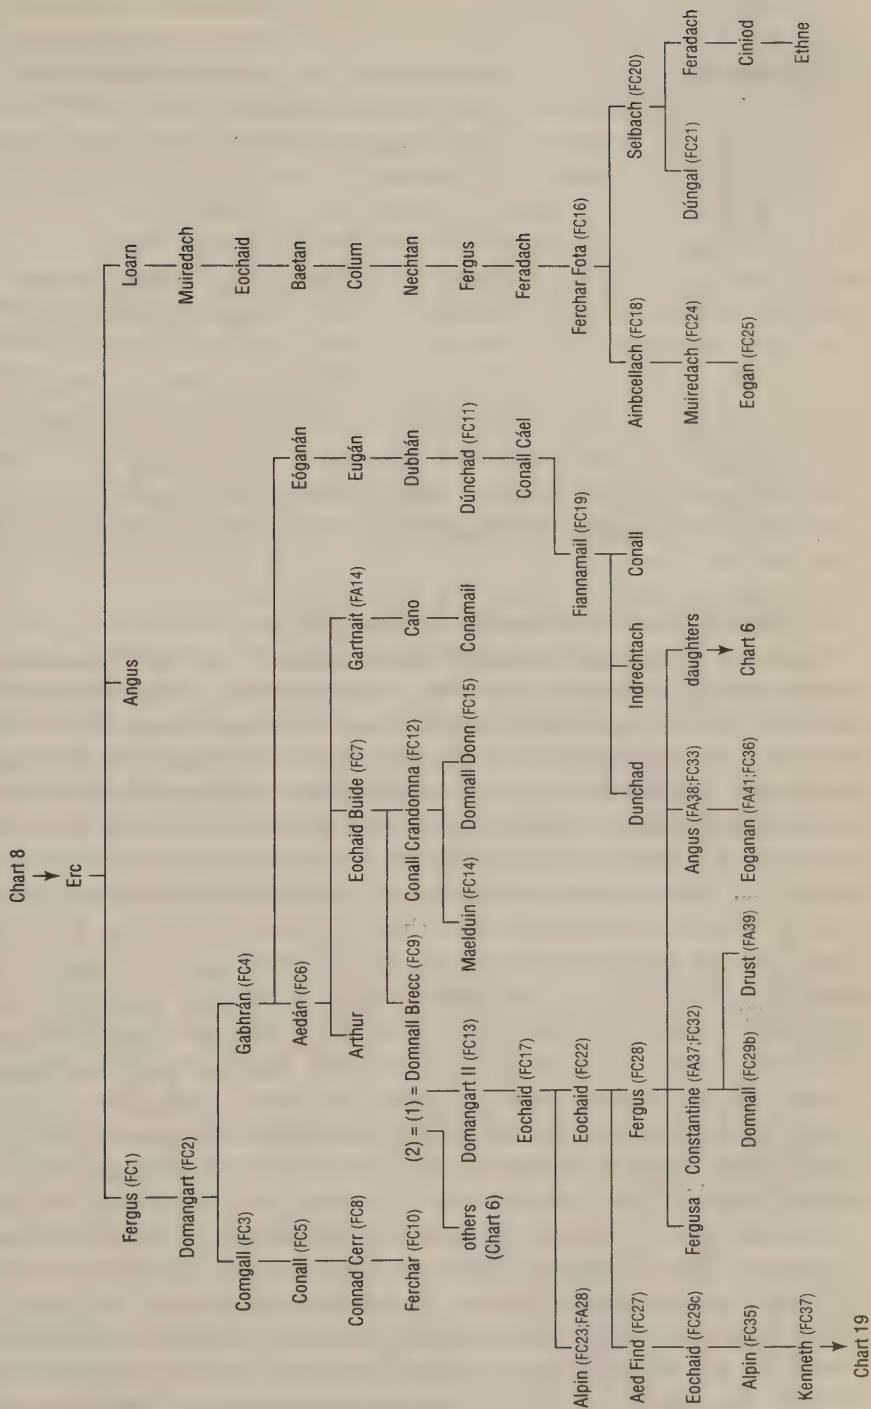 Chart 8
Erc
Fergus (FC1) Angus Loarn
Domangart (FC2) Muiredach
Comgall (FC3) Gabhrán (FC4) Eochaid
Conall (FC5) Aedán (FC6) Eóganán Baetan
Connad Cerr (FC8) Arthur Eochaid Buide (FC7) Gartnait (FA14) Eugán Colum
Ferchar (FC10) (2) = (1) = Domnall Brecc (FC9) Conall Crandomna (FC12) Cano Dubhán Nechtan
others Domangart II (FC13) Maelduin (FC14) Domnall Donn (FC15) Conamail Dúnchad (FC11) Fergus
(Chart 6)
Eochaid (FC17) Conall Cáel Feradach
Alpin (FC23;FA28) Eochaid (FC22) Fiannamail (FC19) Ferchar Fota (FC16)
Aed Find (FC27) Fergus (FC28) Dunchad Indrechtach Conall Ainbcellach (FC18) Selbach (FC20)
Eochaid (FC29c) Fergusa Constantine (FA37;FC32) Angus (FA38;FC33) daughters Muiredach (FC24) Dúngal (FC21) Feradach
Alpin (FC35) Domnall (FC29b) Drust (FA39) Eoganan (FA41;FC36) Chart 6 Eogan (FC25) Ciniod
Kenneth (FC37) Ethne
Chart 19